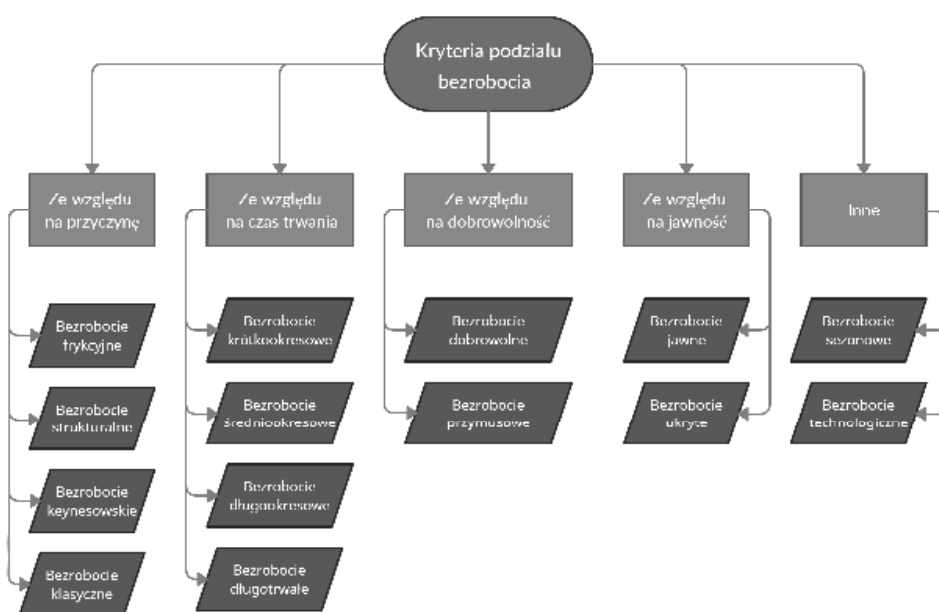 Kryteria podziału
bezrobocia
Ze względu
na przyczynę
Ze względu
na czas trwania
Ze względu
na dobrowolność
Ze względu
na jawność
Inne
Bezrobocie
frykcyjne
Bezrobocie
strukturalne
Bezrobocie
keynesowskie
Bezrobocie
klasyczne
Bezrobocie
krótkookresowe
Bezrobocie
średniookresowe
Bezrobocie
długookresowe
Bezrobocie
długotrwałe
Bezrobocie
dobrowolne
Bezrobocie
przymusowe
Bezrobocie
jawne
Bezrobocie
ukryte
Bezrobocie
sezonowe
Bezrobocie
technologiczne